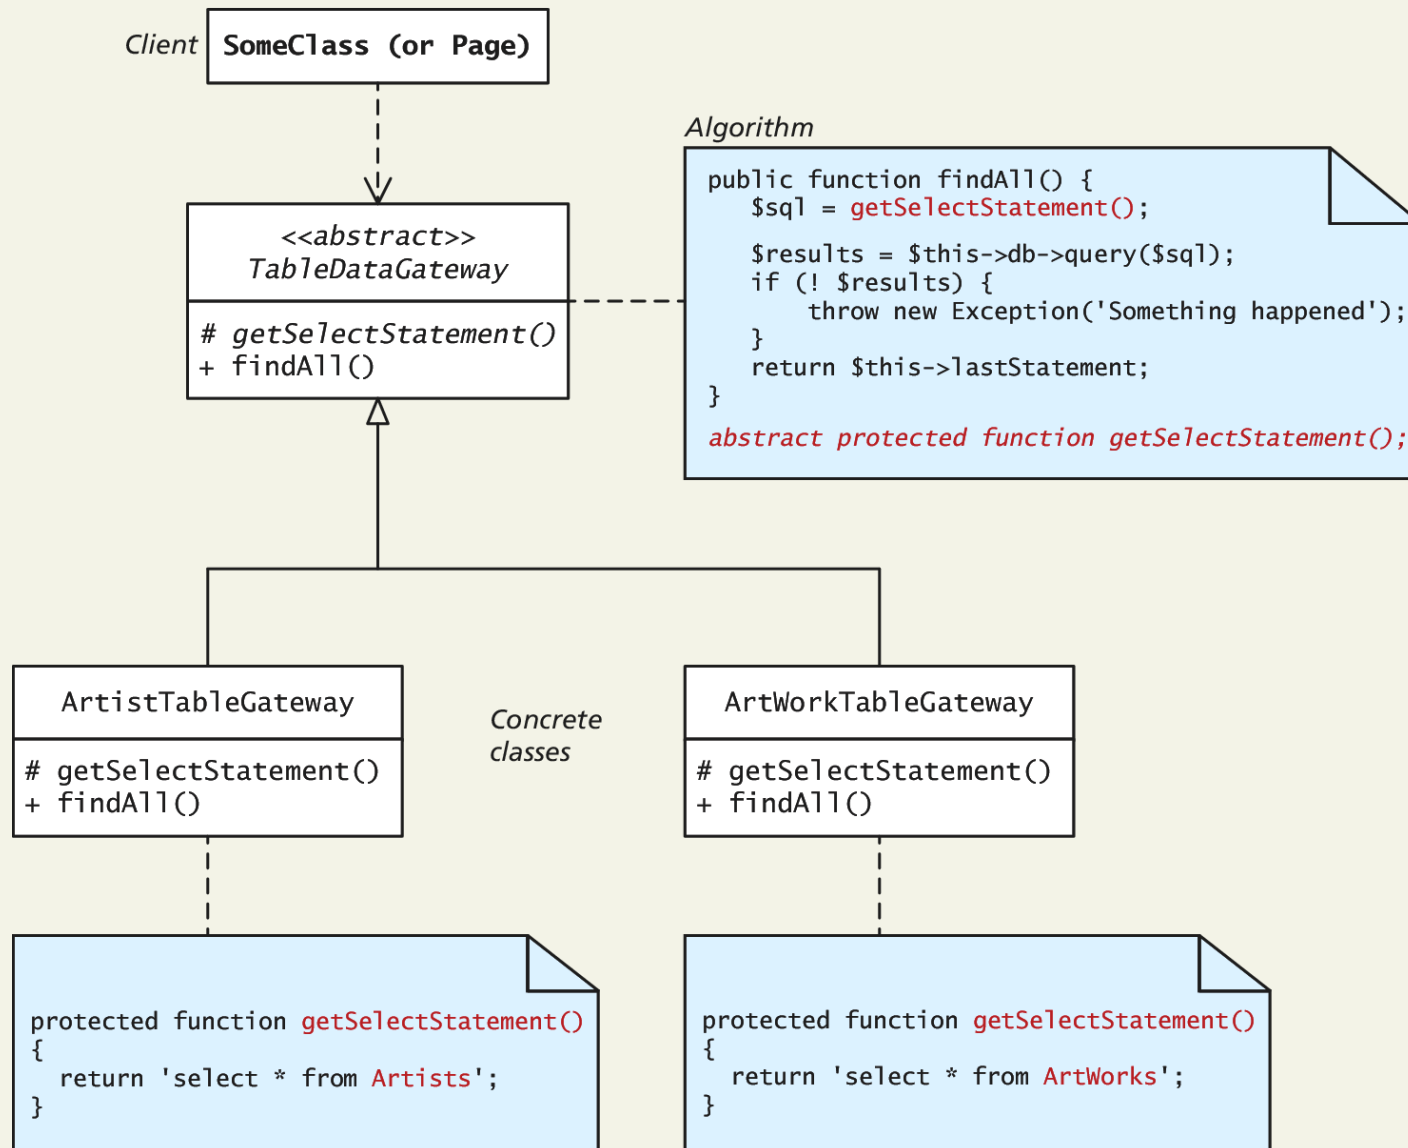 Client
SomeClass (or Page)
Algorithm
public function findAll() {
$sql = getSelectStatement();
$results = $this->db->query($sql);
if (! $results) {
throw new Exception('Something happened');
}
return $this->lastStatement;
}
abstract protected function getSelectStatement();
<<abstract>>
TableDataGateway
# getSelectStatement()
+ findAll()
ArtistTableGateway
# getSelectStatement()
+ findAll()
Concrete
classes
ArtWorkTableGateway
# getSelectStatement()
+ findAll()
protected function getSelectStatement()
{
return 'select * from Artists';
}
protected function getSelectStatement()
{
return 'select * from ArtWorks';
}